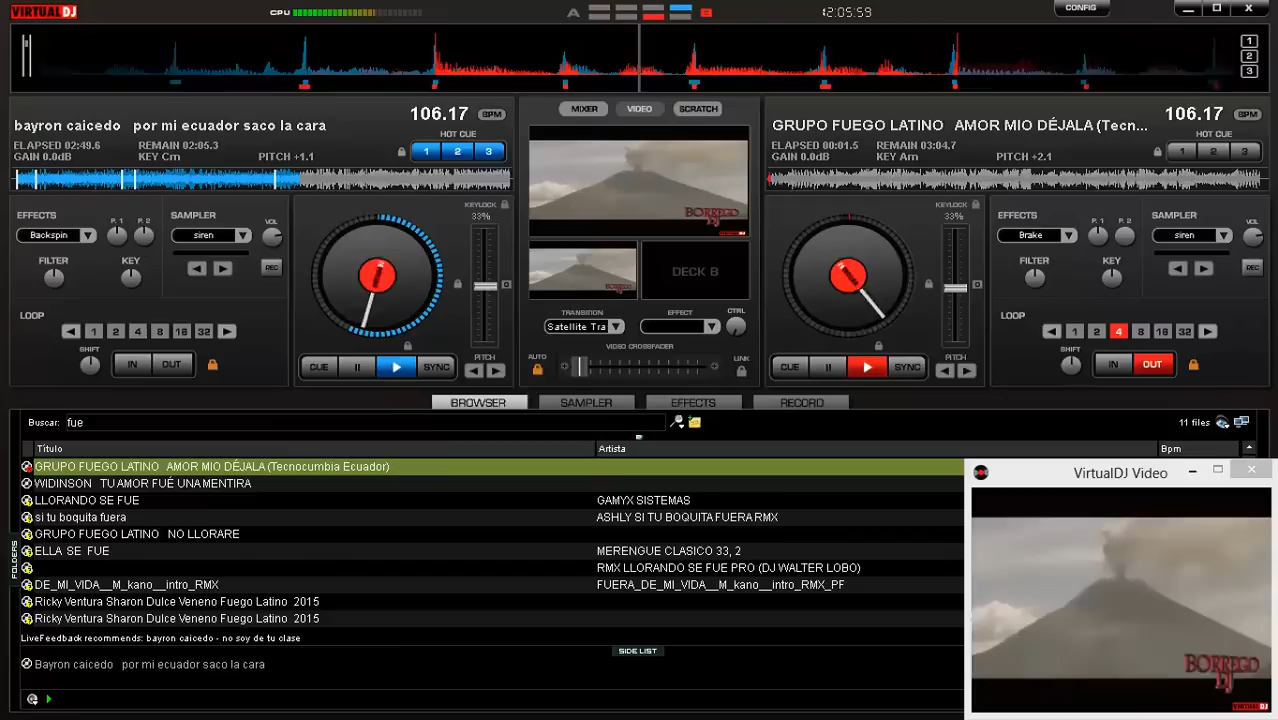 VIRTUAL DJ
CPU
A
B
12:05:59
CONFIG
1
2
3
106.17 BPM
bayron caicedo por mi ecuador saco la cara
HOT CUE
ELAPSED 02:49.6 REMAIN 02:05.3
GAIN 0.0dB KEY Cm PITCH +1.1
1 2 3
MIXER VIDEO SCRATCH
BORREGO
106.17 BPM
GRUPO FUEGO LATINO AMOR MIO DÉJALA (Tecn...
HOT CUE
ELAPSED 00:01.5 REMAIN 03:04.7
GAIN 0.0dB KEY Am PITCH +2.1
1 2 3
EFFECTS P. 1 P. 2 SAMPLER VOL
Backspin siren
FILTER KEY REC
LOOP
1 2 4 8 16 32
SHIFT IN OUT
KEYLOCK
33%
CUE SYNC
PITCH
DECK B
TRANSITION EFFECT CTRL
Satellite Tra
VIDEO CROSSFADER
AUTO LINK
KEYLOCK
33%
CUE SYNC
PITCH
EFFECTS P. 1 P. 2 SAMPLER VOL
Brake siren
FILTER KEY REC
LOOP
1 2 4 8 16 32
SHIFT IN OUT
BROWSER SAMPLER EFFECTS RECORD
Buscar: fue 11 files
FOLDERS
Título Artista Bpm
GRUPO FUEGO LATINO AMOR MIO DÉJALA (Tecnocumbia Ecuador)
WIDINSON TU AMOR FUÉ UNA MENTIRA
LLORANDO SE FUE GAMYX SISTEMAS
si tu boquita fuera ASHLY SI TU BOQUITA FUERA RMX
GRUPO FUEGO LATINO NO LLORARE
ELLA SE FUE MERENGUE CLASICO 33, 2
RMX LLORANDO SE FUE PRO (DJ WALTER LOBO)
DE_MI_VIDA__M_kano__intro_RMX FUERA_DE_MI_VIDA__M_kano__intro_RMX_PF
Ricky Ventura Sharon Dulce Veneno Fuego Latino 2015
Ricky Ventura Sharon Dulce Veneno Fuego Latino 2015
LiveFeedback recommends: bayron caicedo - no soy de tu clase
SIDE LIST
Bayron caicedo por mi ecuador saco la cara
VirtualDJ Video
BORREGO
DJ
VIRTUAL DJ